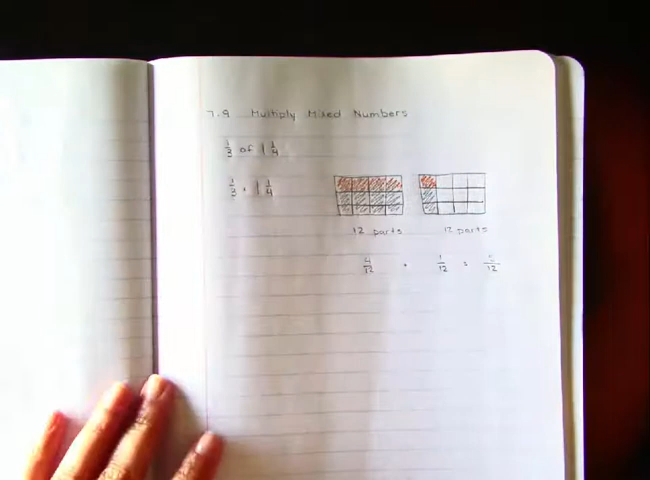 7.9 Multiply Mixed Numbers
1/3 of 1 1/4
1/3 · 1 1/4
12 parts 12 parts
4/12 + 1/12 = 5/12